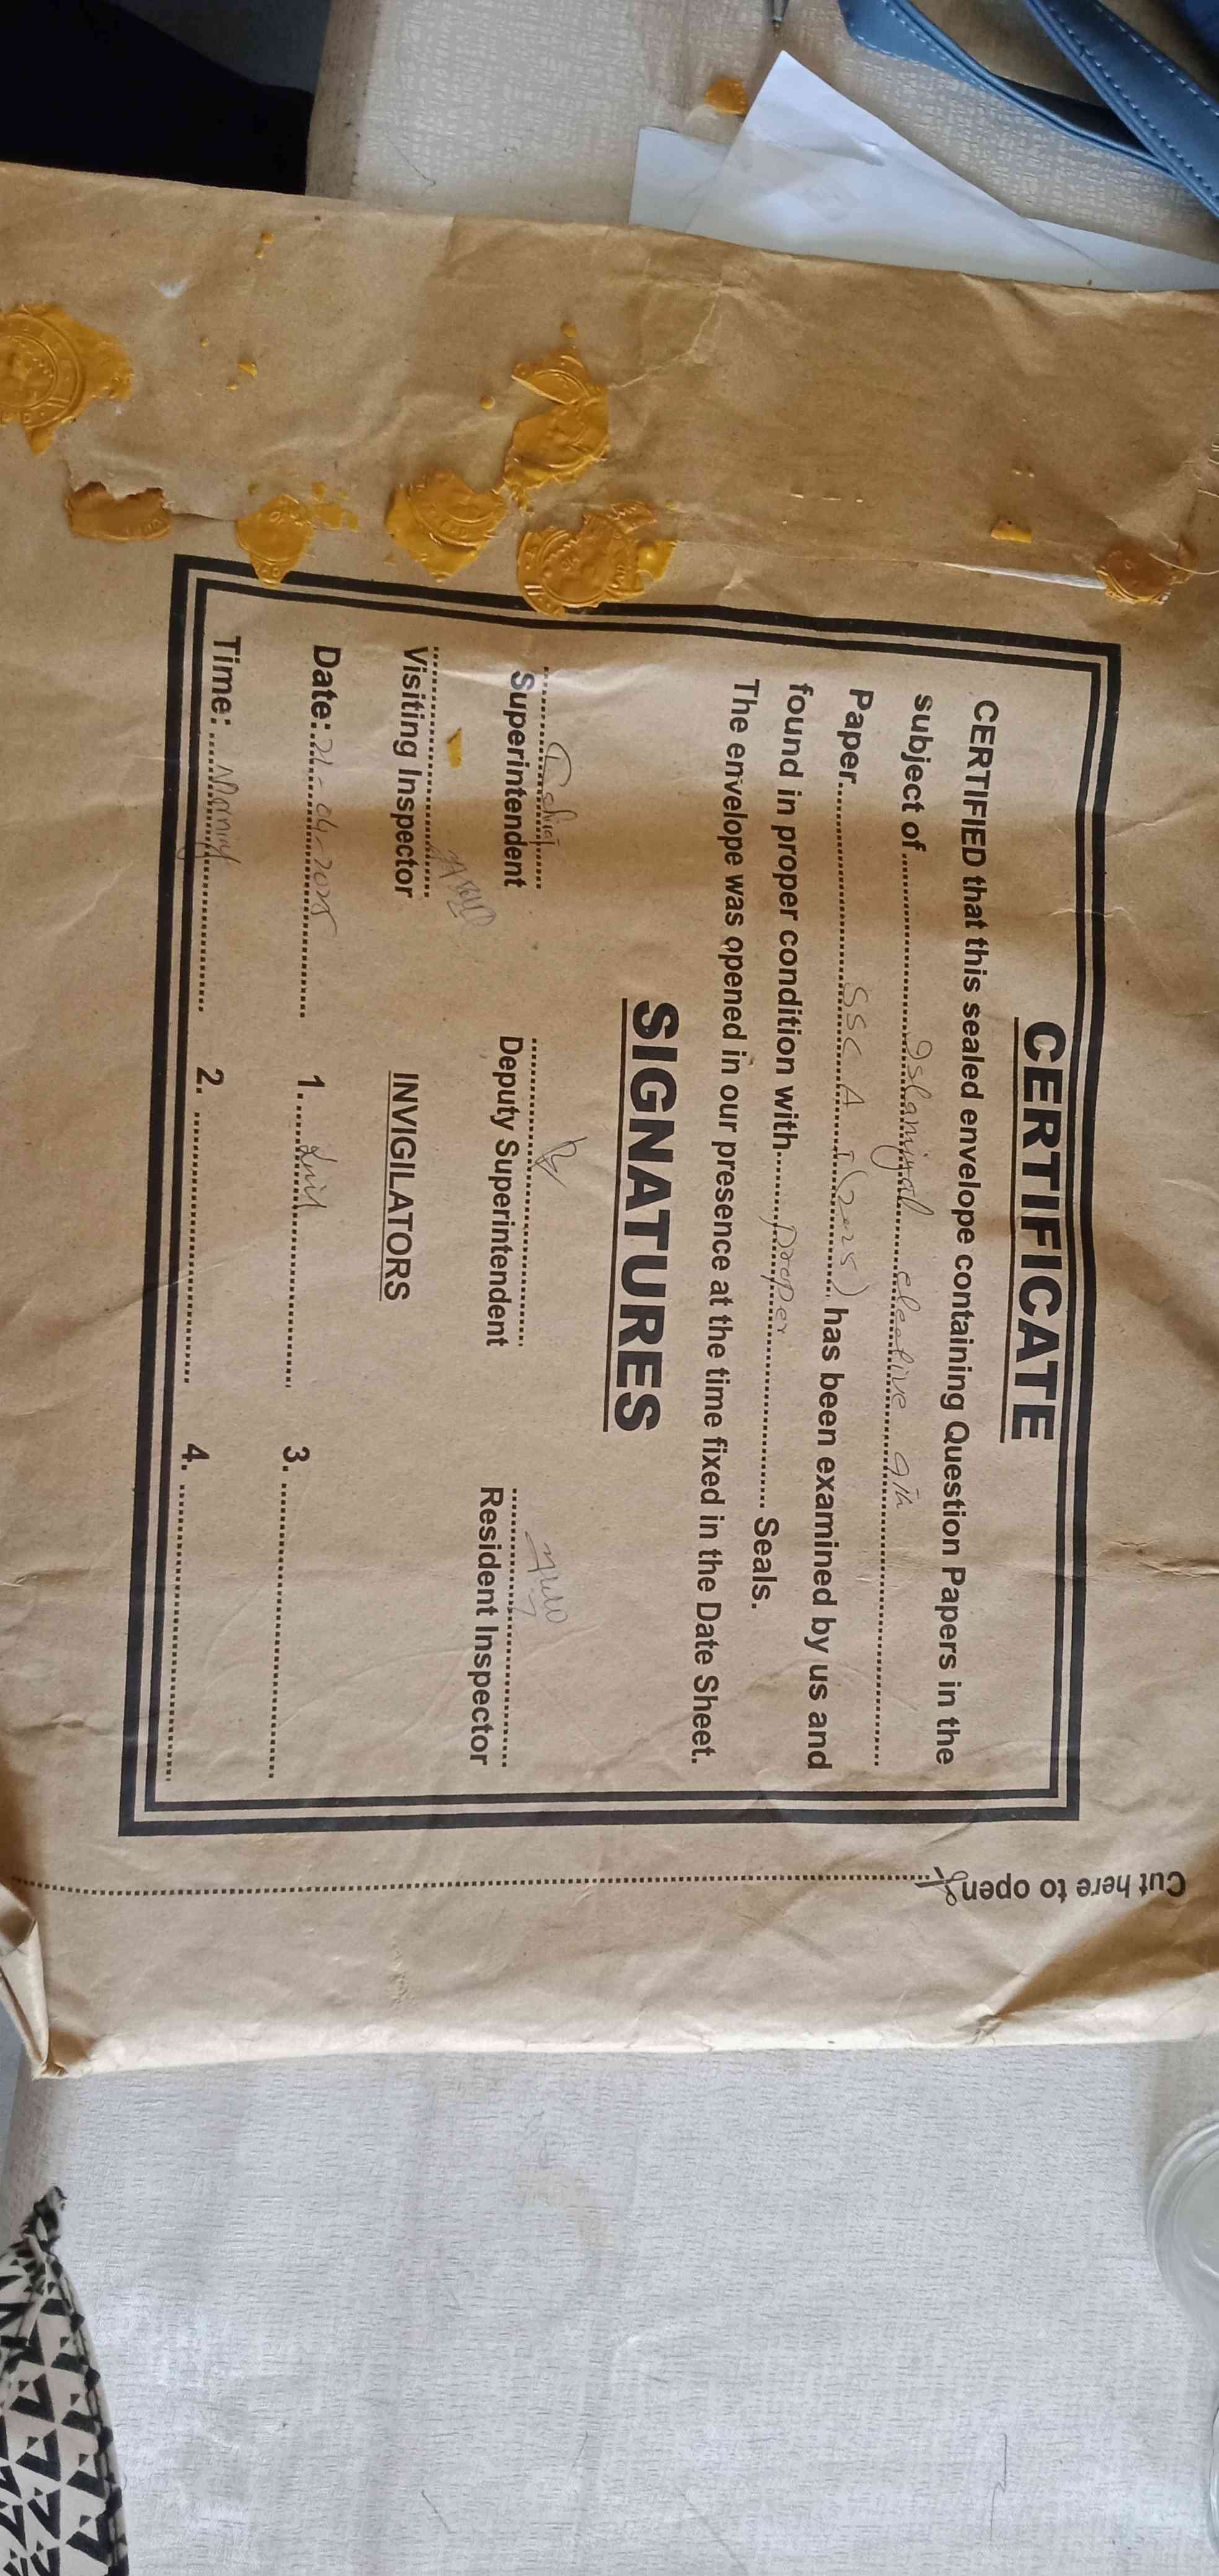 CERTIFICATE
CERTIFIED that this sealed envelope containing Question Papers in the
subject of Islamiyat elective 9th
Paper SSC A I (2025) has been examined by us and
found in proper condition with Proper Seals.
The envelope was opened in our presence at the time fixed in the Date Sheet.
SIGNATURES
Superintendent Deputy Superintendent Resident Inspector
Visiting Inspector INVIGILATORS
Date: 21-04-2025 1. 3.
Time: Morning 2. 4.
Cut here to open